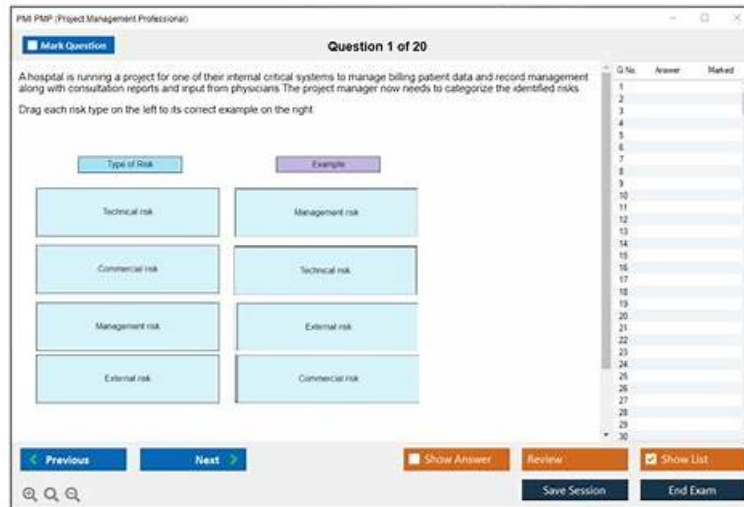 PMI PMP (Project Management Professional)
Mark Question
Question 1 of 20
A hospital is running a project for one of their internal critical systems to manage billing patient data and record management
along with consultation reports and input from physicians The project manager now needs to categorize the identified risks
Drag each risk type on the left to its correct example on the right
Type of Risk
Example
Technical risk
Management risk
Commercial risk
Technical risk
Management risk
External risk
External risk
Commercial risk
Q No. Answer Marked
1
2
3
4
5
6
7
8
9
10
11
12
13
14
15
16
17
18
19
20
21
22
23
24
25
26
27
28
29
30
Previous
Next
Show Answer
Review
Show List
Save Session
End Exam